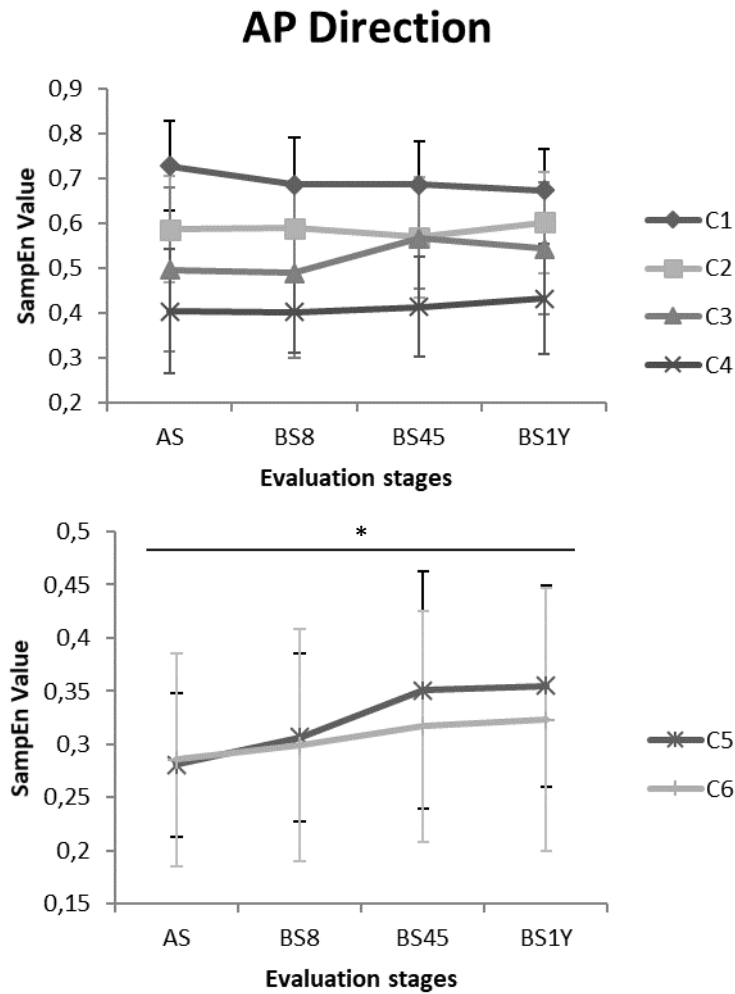 AP Direction
0,9
0,8
0,7
0,6
0,5
0,4
0,3
0,2
SampEn Value
AS BS8 BS45 BS1Y
Evaluation stages
C1
C2
C3
C4
*
0,5
0,45
0,4
0,35
0,3
0,25
0,2
0,15
SampEn Value
AS BS8 BS45 BS1Y
Evaluation stages
C5
C6